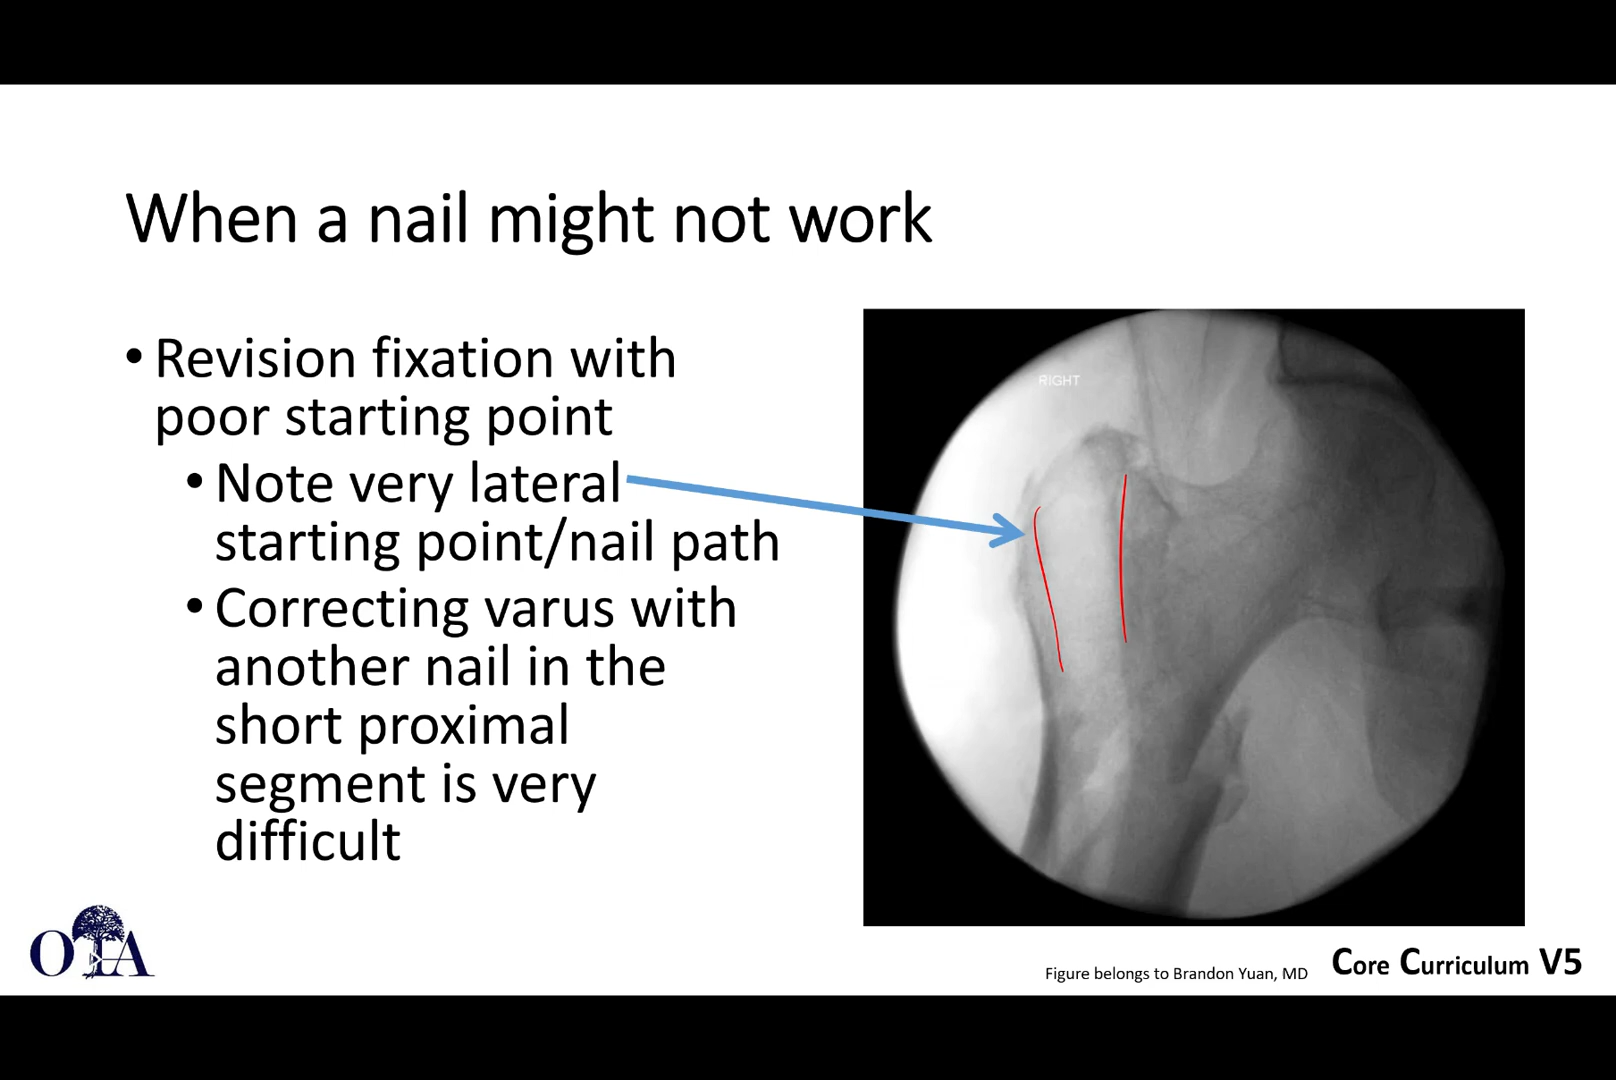 When a nail might not work
• Revision fixation with
poor starting point
• Note very lateral
starting point/nail path
• Correcting varus with
another nail in the
short proximal
segment is very
difficult
RIGHT
OTA
Figure belongs to Brandon Yuan, MD
Core Curriculum V5